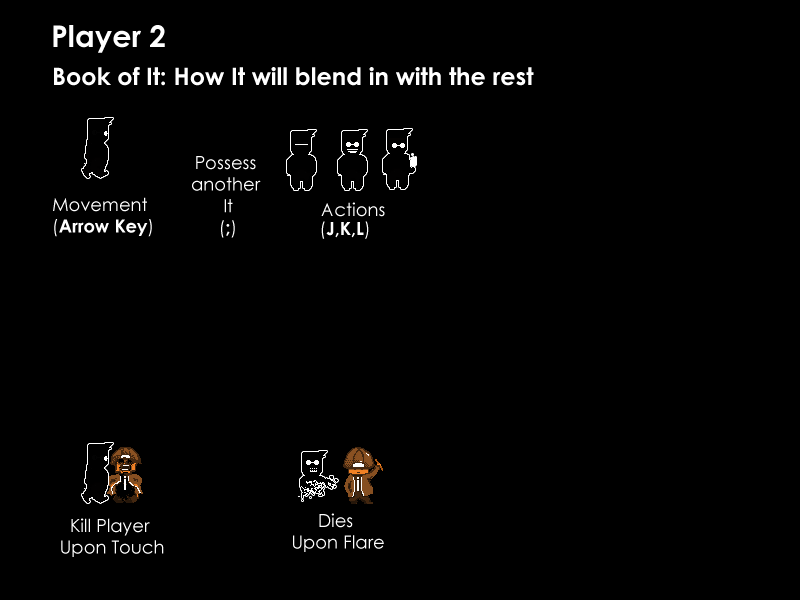 Player 2
Book of It: How It will blend in with the rest
Movement
(Arrow Key)
Possess
another
It
(;)
Actions
(J,K,L)
Kill Player
Upon Touch
Dies
Upon Flare